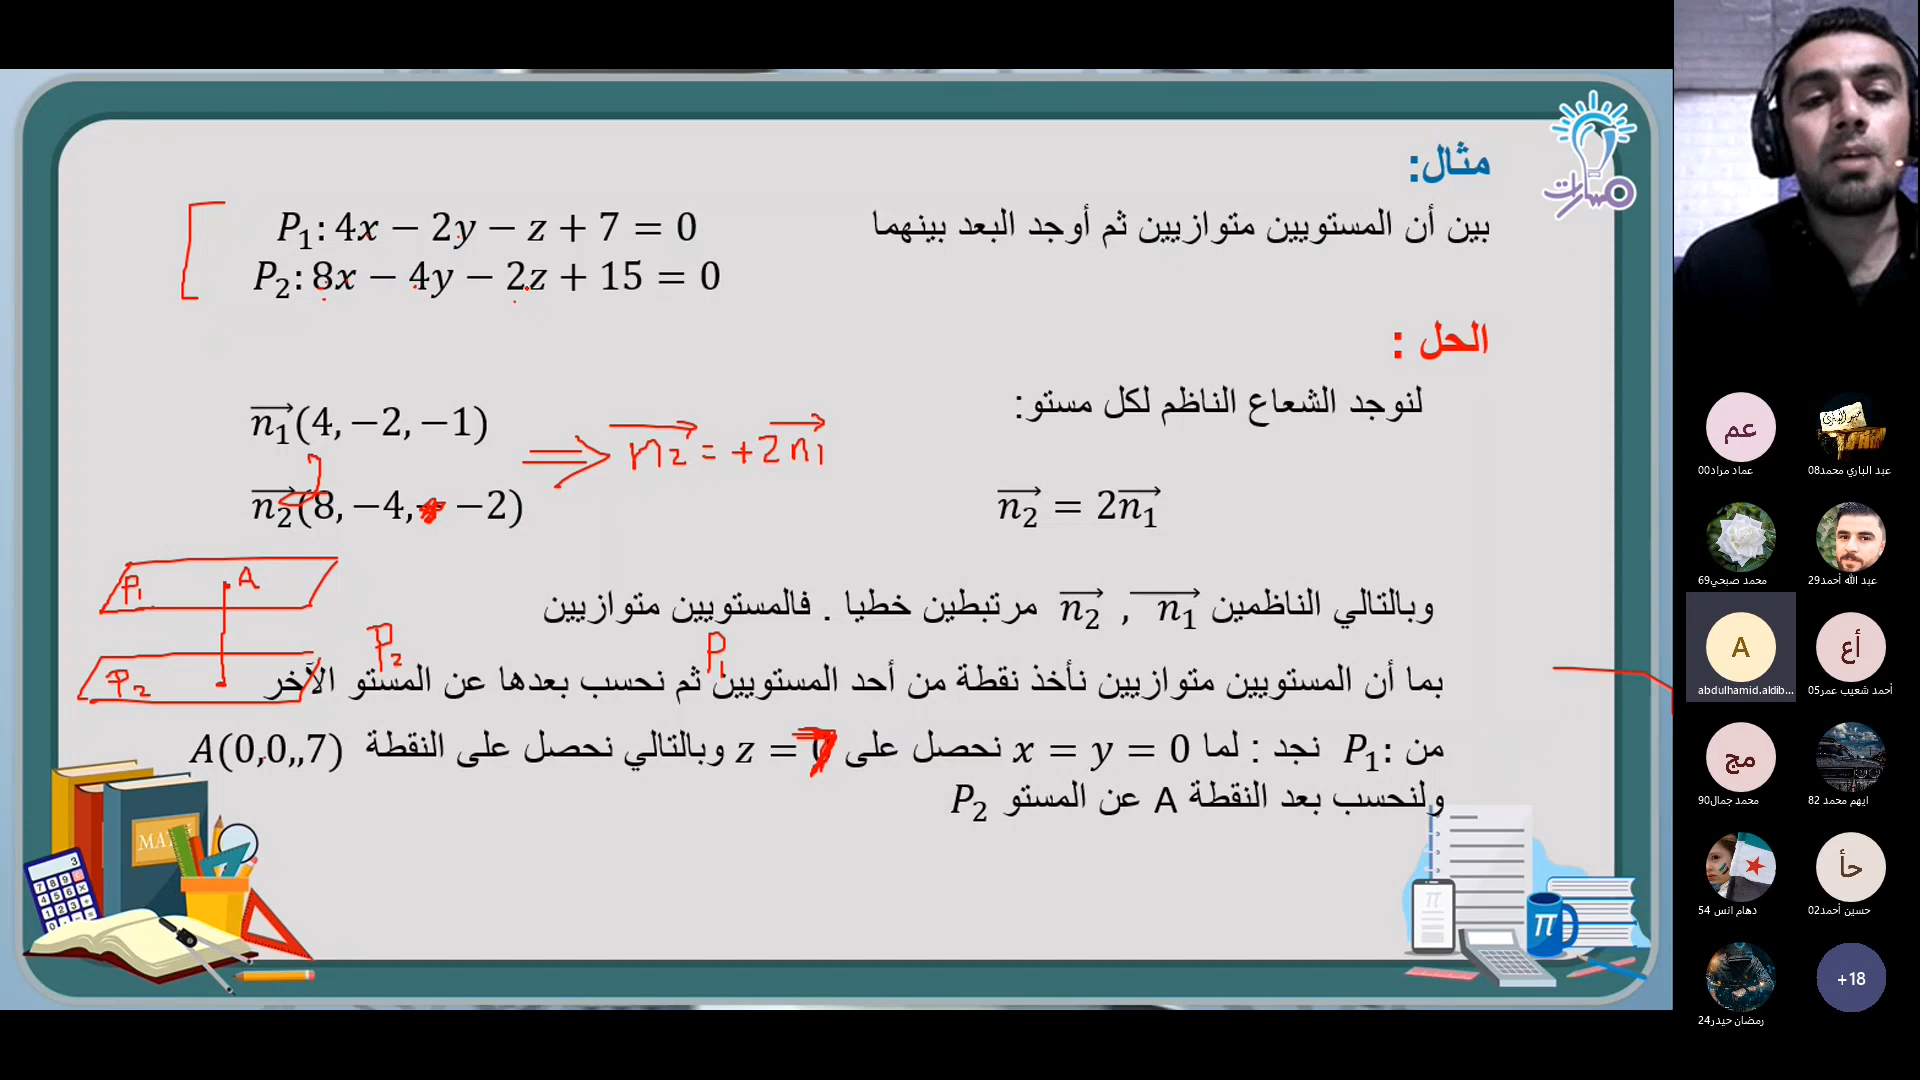 مثال:
بين أن المستويين متوازيين ثم أوجد البعد بينهما
P₁: 4x − 2y − z + 7 = 0
P₂: 8x − 4y − 2z + 15 = 0
الحل :
لنوجد الشعاع الناظم لكل مستو:
n₁(4, −2, −1)
⇒ n₂ = +2n₁
n₂(8, −4, −2)
n₂ = 2n₁
وبالتالي الناظمين n₁ , n₂ مرتبطين خطيا . فالمستويين متوازيين
P₁ A
P₂
P₂ P₁
بما أن المستويين متوازيين نأخذ نقطة من أحد المستويين ثم نحسب بعدها عن المستو الآخر
من P₁: نجد : لما x = y = 0 نحصل على z = 7 وبالتالي نحصل على النقطة A(0,0,,7)
ولنحسب بعد النقطة A عن المستو P₂
مسارات
MATH
π
π
عم
عماد مراد00
عبد الباري محمد08
محمد صبحي69
عبد الله أحمد29
A
abdulhamid.aldib...
أع
أحمد شعيب عمر05
مج
محمد جمال90
ايهم محمد 82
دهام انس 54
حأ
حسين أحمد02
رمضان حيدر24
+18